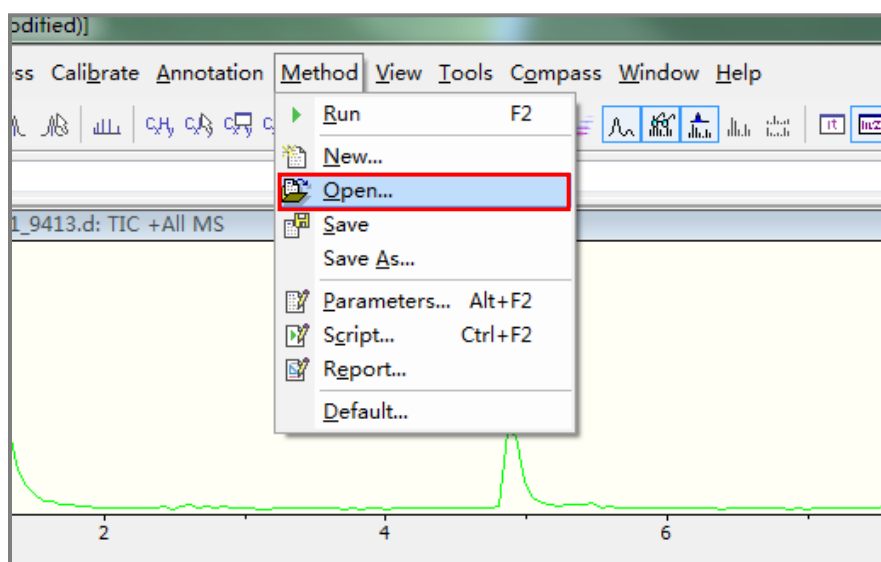 odified)]
ss Calibrate Annotation Method View Tools Compass Window Help
Run F2
New...
Open...
1_9413.d: TIC +All MS
Save
Save As...
Parameters... Alt+F2
Script... Ctrl+F2
Report...
Default...
2 4 6